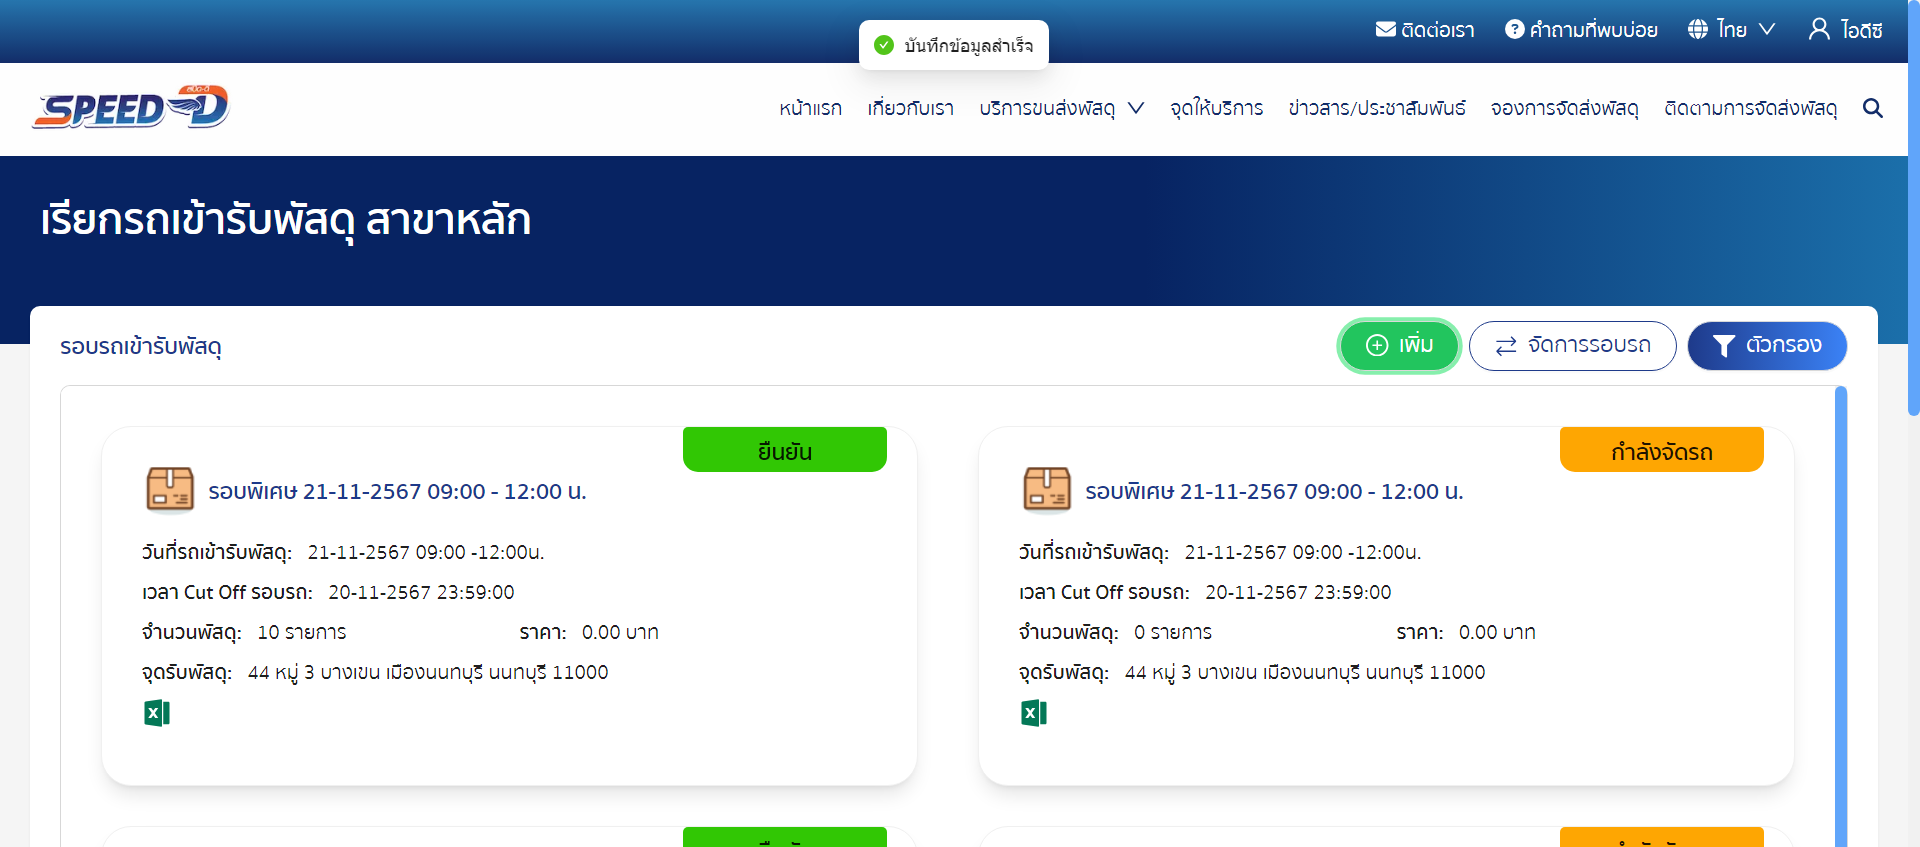 ติดต่อเรา
คำถามที่พบบ่อย
ไทย
ไอดีซี
บันทึกข้อมูลสำเร็จ
สปีด-ดี
SPEED-D
หน้าแรก
เกี่ยวกับเรา
บริการขนส่งพัสดุ
จุดให้บริการ
ข่าวสาร/ประชาสัมพันธ์
จองการจัดส่งพัสดุ
ติดตามการจัดส่งพัสดุ
เรียกรถเข้ารับพัสดุ สาขาหลัก
รอบรถเข้ารับพัสดุ
เพิ่ม
จัดการรอบรถ
ตัวกรอง
ยืนยัน
รอบพิเศษ 21-11-2567 09:00 - 12:00 น.
วันที่รถเข้ารับพัสดุ: 21-11-2567 09:00 -12:00น.
เวลา Cut Off รอบรถ: 20-11-2567 23:59:00
จำนวนพัสดุ: 10 รายการ ราคา: 0.00 บาท
จุดรับพัสดุ: 44 หมู่ 3 บางเขน เมืองนนทบุรี นนทบุรี 11000
กำลังจัดรถ
รอบพิเศษ 21-11-2567 09:00 - 12:00 น.
วันที่รถเข้ารับพัสดุ: 21-11-2567 09:00 -12:00น.
เวลา Cut Off รอบรถ: 20-11-2567 23:59:00
จำนวนพัสดุ: 0 รายการ ราคา: 0.00 บาท
จุดรับพัสดุ: 44 หมู่ 3 บางเขน เมืองนนทบุรี นนทบุรี 11000